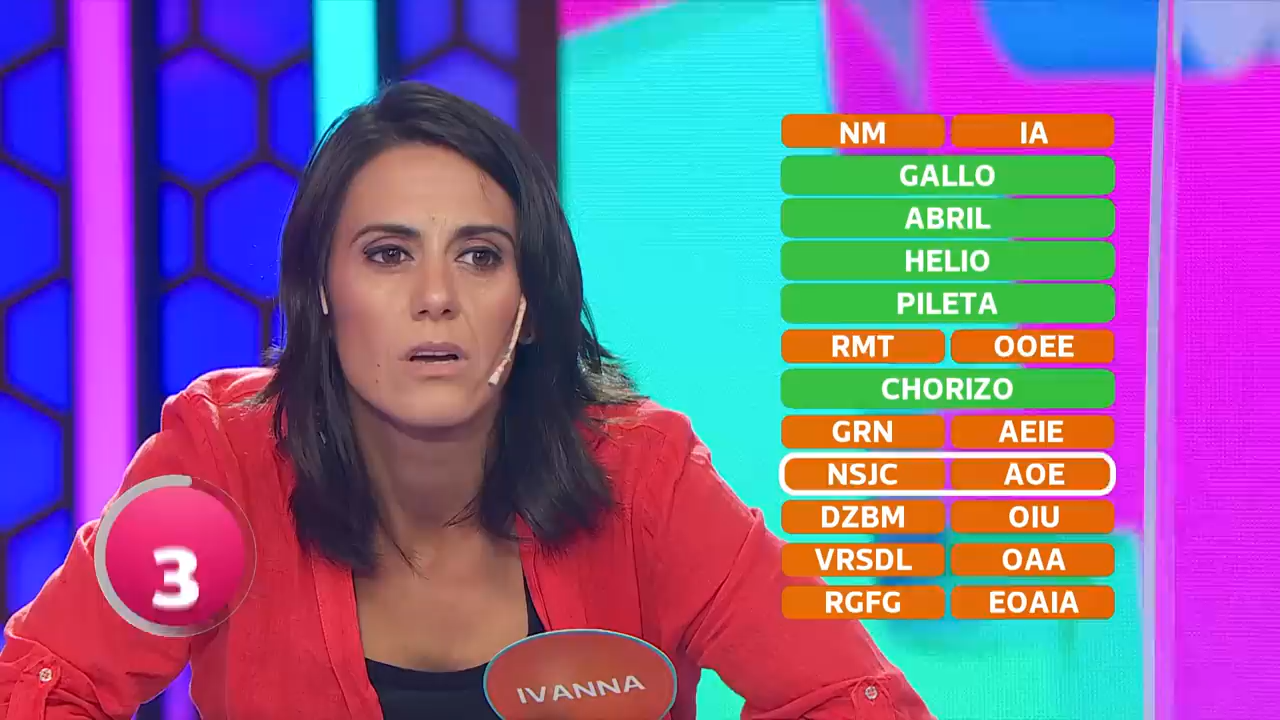 NM IA
GALLO
ABRIL
HELIO
PILETA
RMT OOEE
CHORIZO
GRN AEIE
NSJC AOE
DZBM OIU
VRSDL OAA
RGFG EOAIA
3
IVANNA